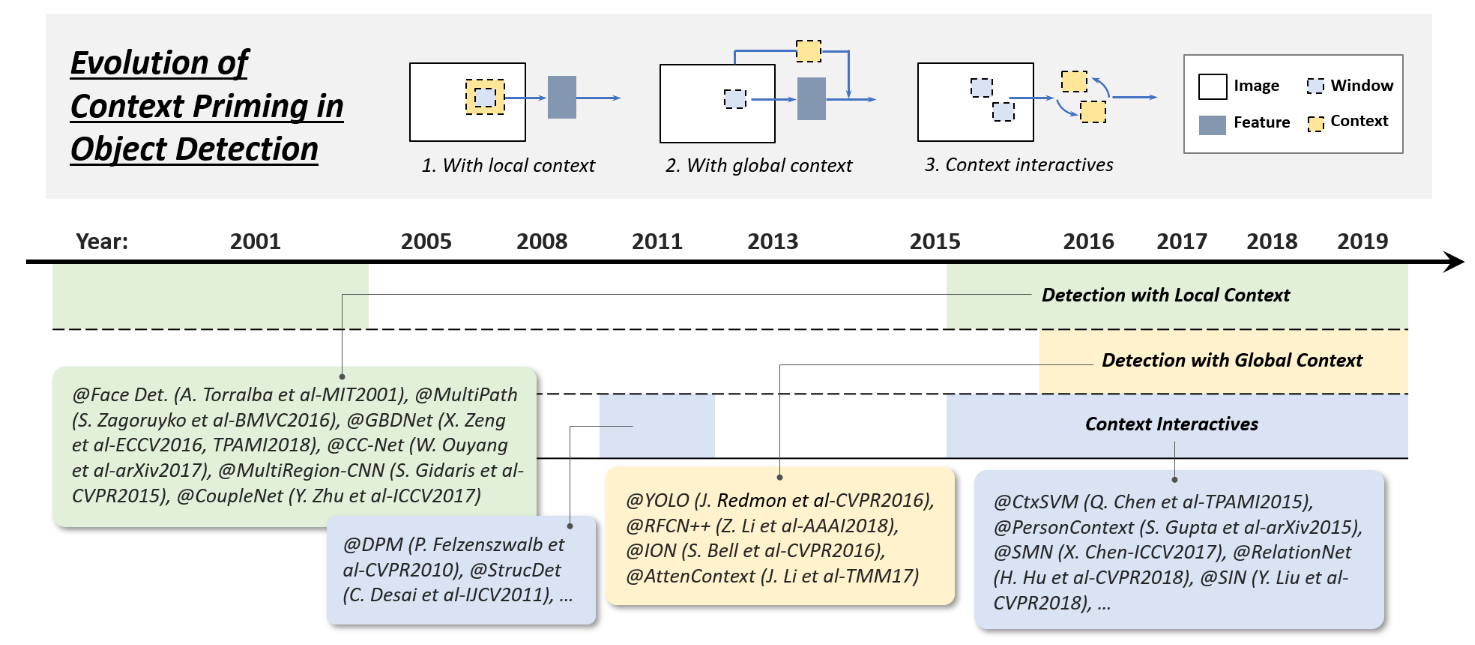 Evolution of
Context Priming in
Object Detection
1. With local context
2. With global context
3. Context interactives
Image
Window
Feature
Context
Year: 2001 2005 2008 2011 2013 2015 2016 2017 2018 2019
Detection with Local Context
Detection with Global Context
Context Interactives
@Face Det. (A. Torralba et al-MIT2001), @MultiPath
(S. Zagoruyko et al-BMVC2016), @GBDNet (X. Zeng
et al-ECCV2016, TPAMI2018), @CC-Net (W. Ouyang
et al-arXiv2017), @MultiRegion-CNN (S. Gidaris et al-
CVPR2015), @CoupleNet (Y. Zhu et al-ICCV2017)
@DPM (P. Felzenszwalb et
al-CVPR2010), @StrucDet
(C. Desai et al-IJCV2011), ...
@YOLO (J. Redmon et al-CVPR2016),
@RFCN++ (Z. Li et al-AAAI2018),
@ION (S. Bell et al-CVPR2016),
@AttenContext (J. Li et al-TMM17)
@CtxSVM (Q. Chen et al-TPAMI2015),
@PersonContext (S. Gupta et al-arXiv2015),
@SMN (X. Chen-ICCV2017), @RelationNet
(H. Hu et al-CVPR2018), @SIN (Y. Liu et al-
CVPR2018), ...